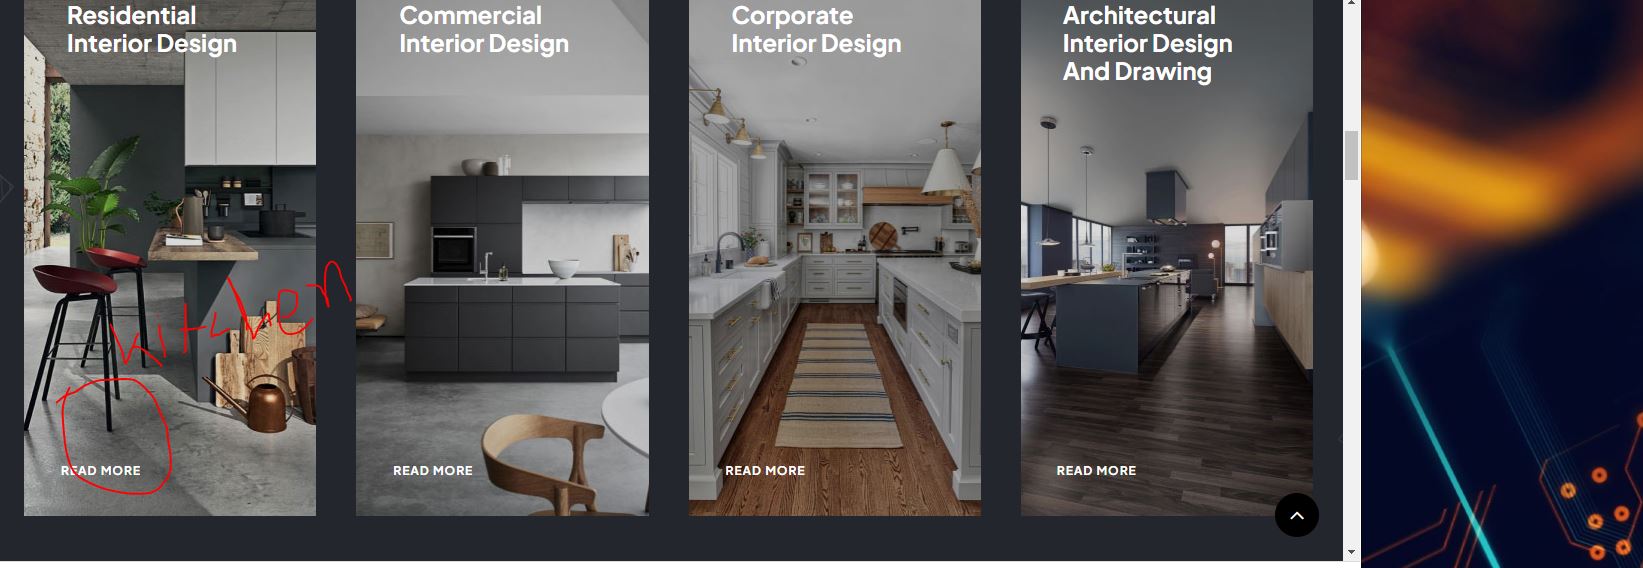 Residential
Interior Design
Commercial
Interior Design
Corporate
Interior Design
Architectural
Interior Design
And Drawing
kitchen
READ MORE
READ MORE
READ MORE
READ MORE